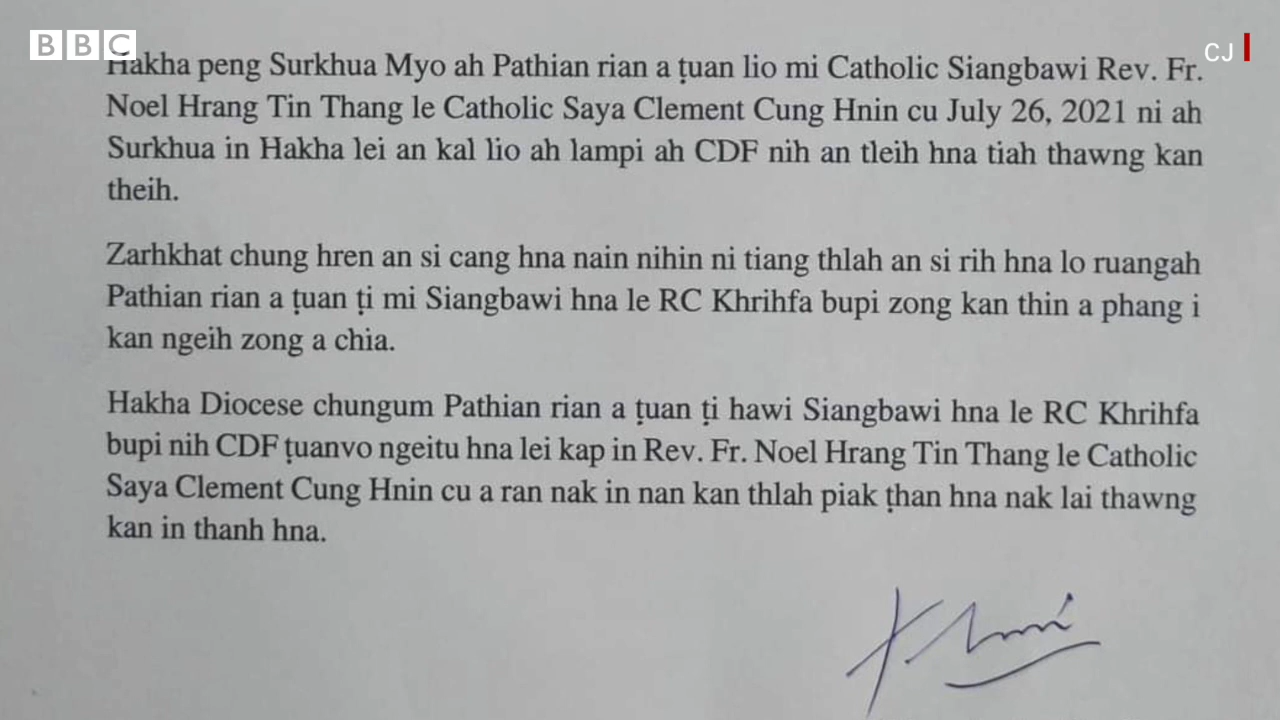 BBC
CJ
Hakha peng Surkhua Myo ah Pathian rian a ṭuan lio mi Catholic Siangbawi Rev. Fr.
Noel Hrang Tin Thang le Catholic Saya Clement Cung Hnin cu July 26, 2021 ni ah
Surkhua in Hakha lei an kal lio ah lampi ah CDF nih an tleih hna tiah thawng kan
theih.
Zarhkhat chung hren an si cang hna nain nihin ni tiang thlah an si rih hna lo ruangah
Pathian rian a ṭuan ṭi mi Siangbawi hna le RC Khrihfa bupi zong kan thin a phang i
kan ngeih zong a chia.
Hakha Diocese chungum Pathian rian a ṭuan ṭi hawi Siangbawi hna le RC Khrihfa
bupi nih CDF ṭuanvo ngeitu hna lei kap in Rev. Fr. Noel Hrang Tin Thang le Catholic
Saya Clement Cung Hnin cu a ran nak in nan kan thlah piak ṭhan hna nak lai thawng
kan in thanh hna.